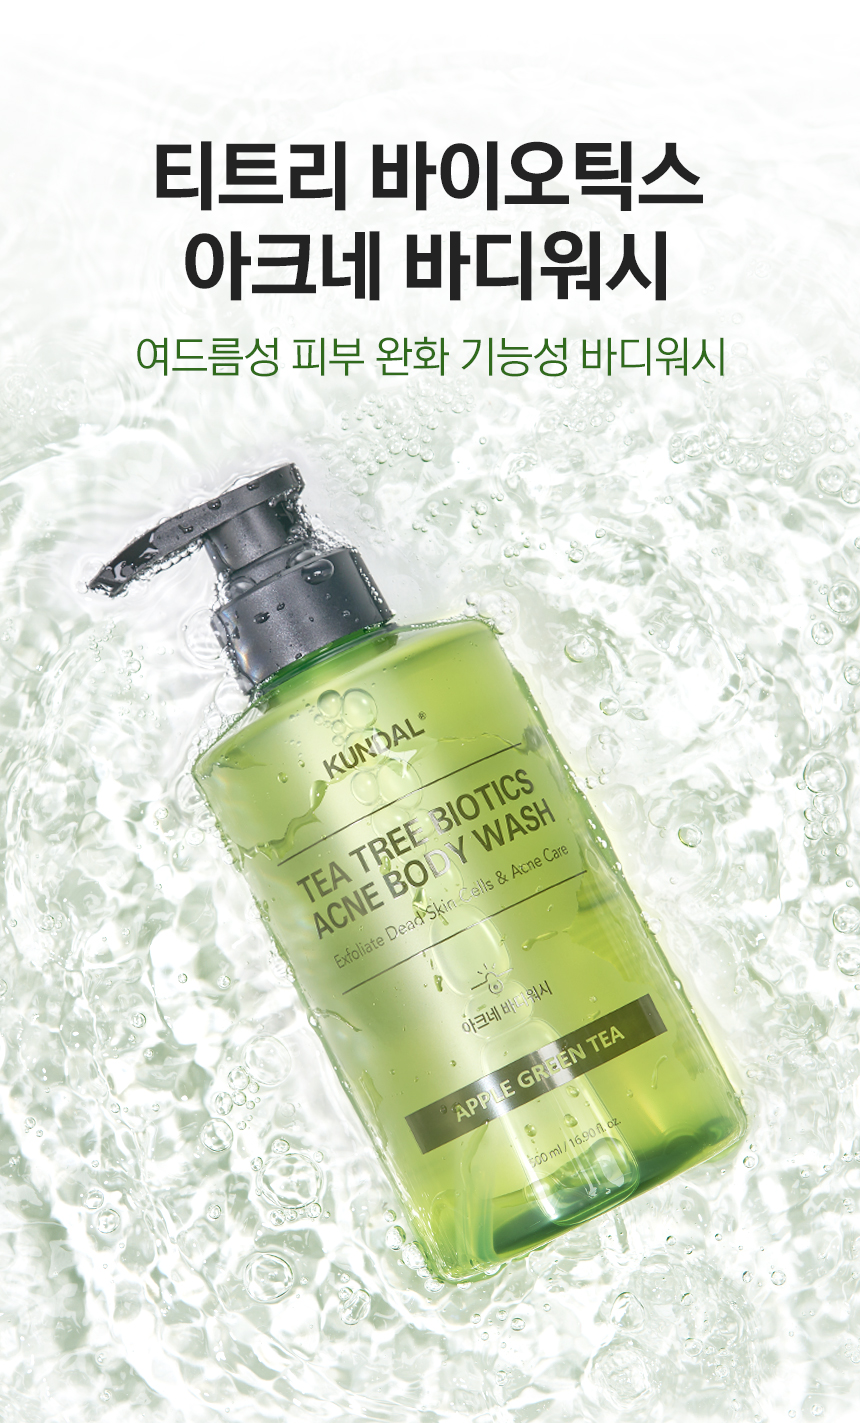 티트리 바이오틱스
아크네 바디워시
여드름성 피부 완화 기능성 바디워시
KUNDAL®
TEA TREE BIOTICS
ACNE BODY WASH
Exfoliate Dead Skin Cells & Acne Care
아크네 바디워시
APPLE GREEN TEA
500 ml / 16.90 fl. oz.